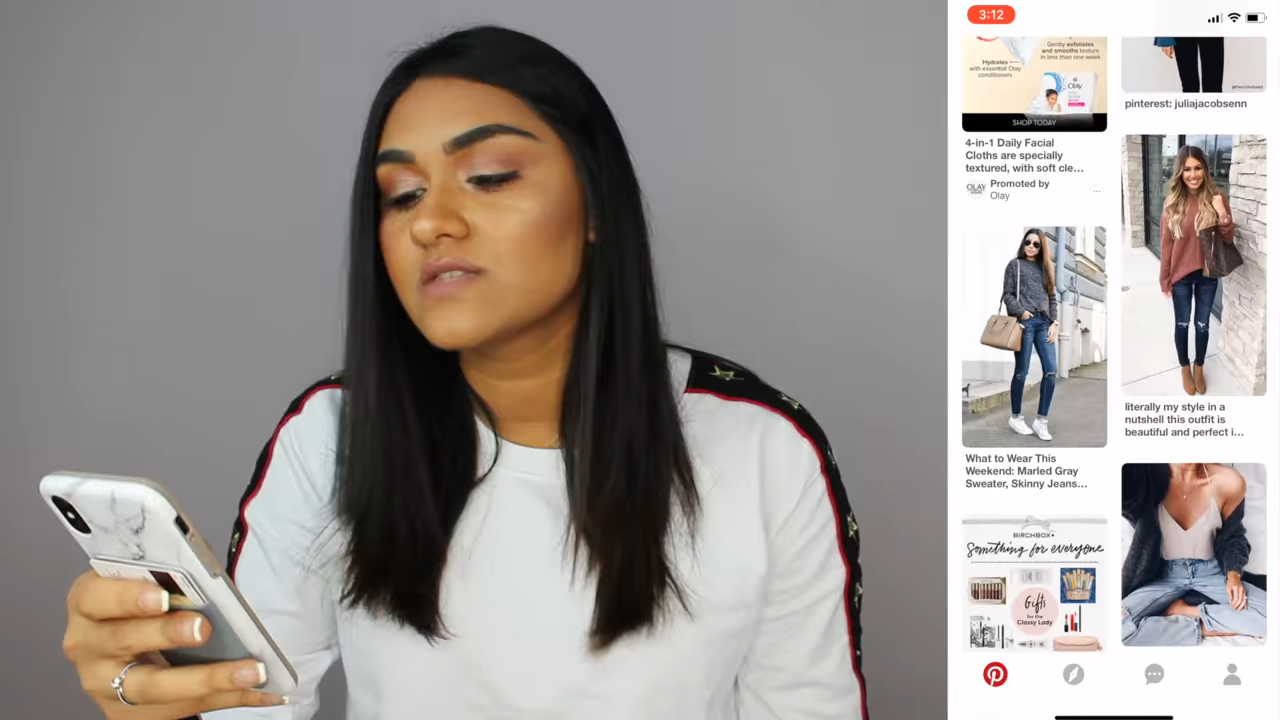 3:12
Gently exfoliates
and smooths texture
in less than one week
Hydrates
with essential Olay
conditioners
OLAY
SHOP TODAY
4-in-1 Daily Facial
Cloths are specially
textured, with soft cle...
OLAY
Promoted by
Olay
What to Wear This
Weekend: Marled Gray
Sweater, Skinny Jeans...
BIRCHBOX
Something for everyone
Gifts
for the
Classy Lady
pinterest: juliajacobsenn
literally my style in a
nutshell this outfit is
beautiful and perfect i...